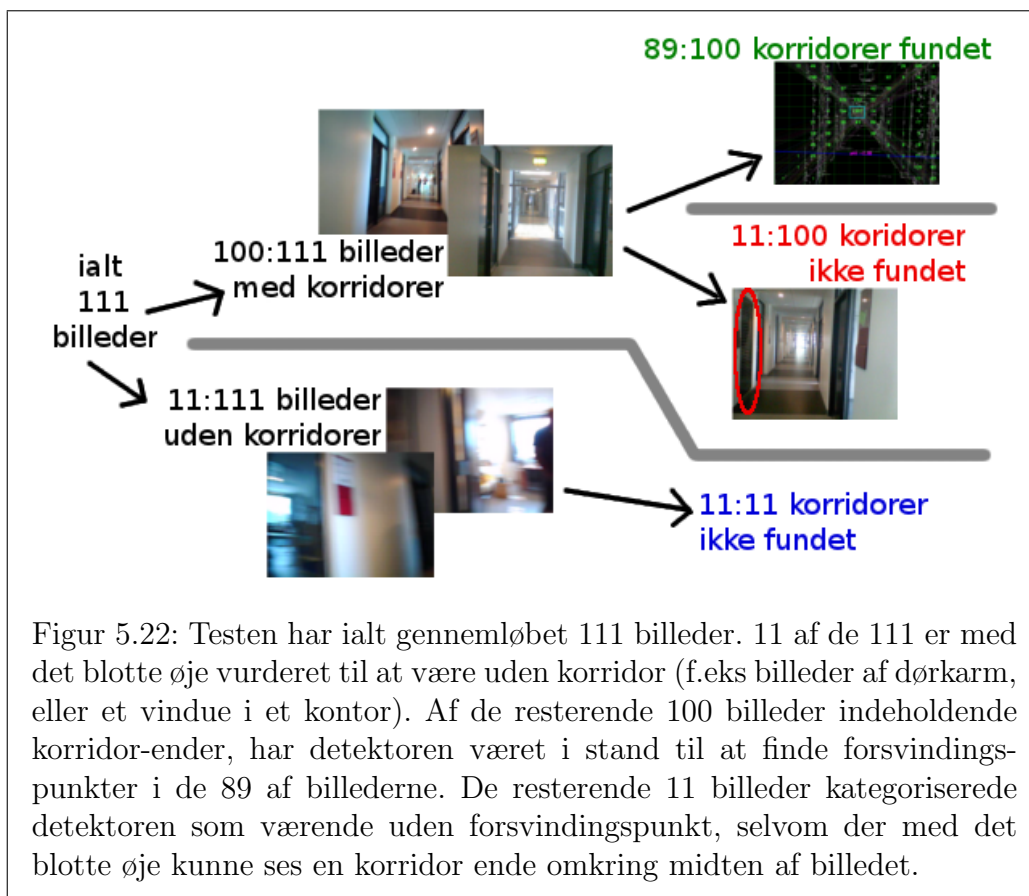 89:100 korridorer fundet
100:111 billeder
med korridorer
11:100 koridorer
ikke fundet
ialt
111
billeder
11:111 billeder
uden korridorer
11:11 korridorer
ikke fundet
Figur 5.22: Testen har ialt gennemløbet 111 billeder. 11 af de 111 er med
det blotte øje vurderet til at være uden korridor (f.eks billeder af dørkarm,
eller et vindue i et kontor). Af de resterende 100 billeder indeholdende
korridor-ender, har detektoren været i stand til at finde forsvindings-
punkter i de 89 af billederne. De resterende 11 billeder kategoriserede
detektoren som værende uden forsvindingspunkt, selvom der med det
blotte øje kunne ses en korridor ende omkring midten af billedet.